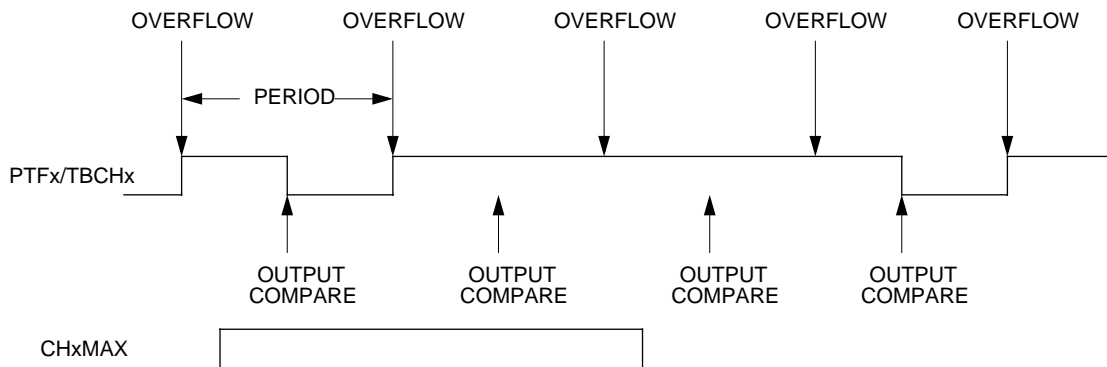 OVERFLOW OVERFLOW OVERFLOW OVERFLOW OVERFLOW
PERIOD
PTFx/TBCHx
OUTPUT
COMPARE
OUTPUT
COMPARE
OUTPUT
COMPARE
OUTPUT
COMPARE
CHxMAX